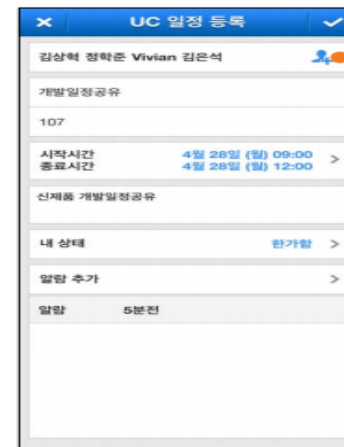 UC 일정 등록
김상혁 정학준 Vivian 김은석
개발일정공유
107
시작시간 4월 28일 (월) 09:00
종료시간 4월 28일 (월) 12:00
신제품 개발일정공유
내 상태 한가함
알람 추가
알람 5분전